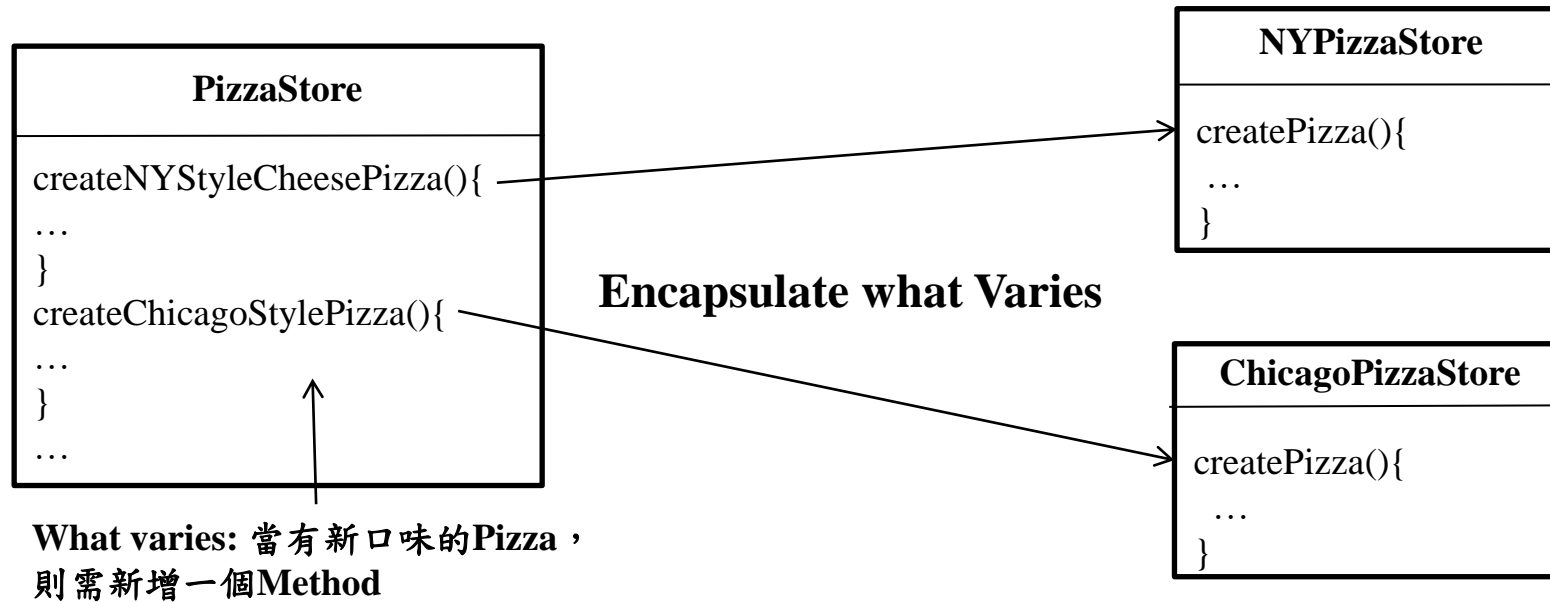 PizzaStore
createNYStyleCheesePizza(){
…
}
createChicagoStylePizza(){
…
}
…
What varies: 當有新口味的Pizza，
則需新增一個Method
Encapsulate what Varies
NYPizzaStore
createPizza(){
…
}
ChicagoPizzaStore
createPizza(){
…
}